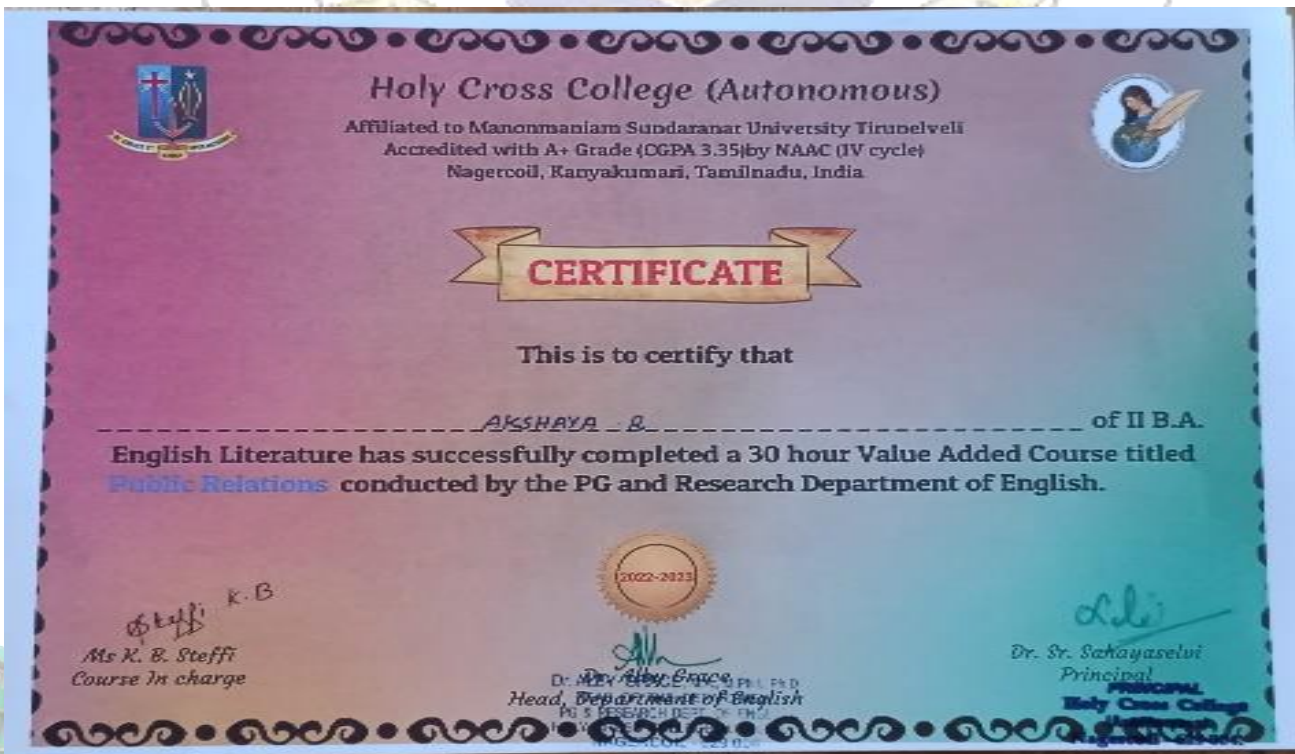 Holy Cross College (Autonomous)
Affiliated to Manonmaniam Sundaranar University Tirunelveli
Accredited with A+ Grade (CGPA 3.35)by NAAC (IV cycle)
Nagercoil, Kanyakumari, Tamilnadu, India
CERTIFICATE
This is to certify that
AKSHAYA R of II B.A.
English Literature has successfully completed a 30 hour Value Added Course titled
Public Relations conducted by the PG and Research Department of English.
2022-2023
Steffi K.B
Ms K. B. Steffi
Course In charge
Dr. Alby Grace
Head, Department of English
Dr. Sr. Sahayaselvi
Principal
PRINCIPAL
Holy Cross College